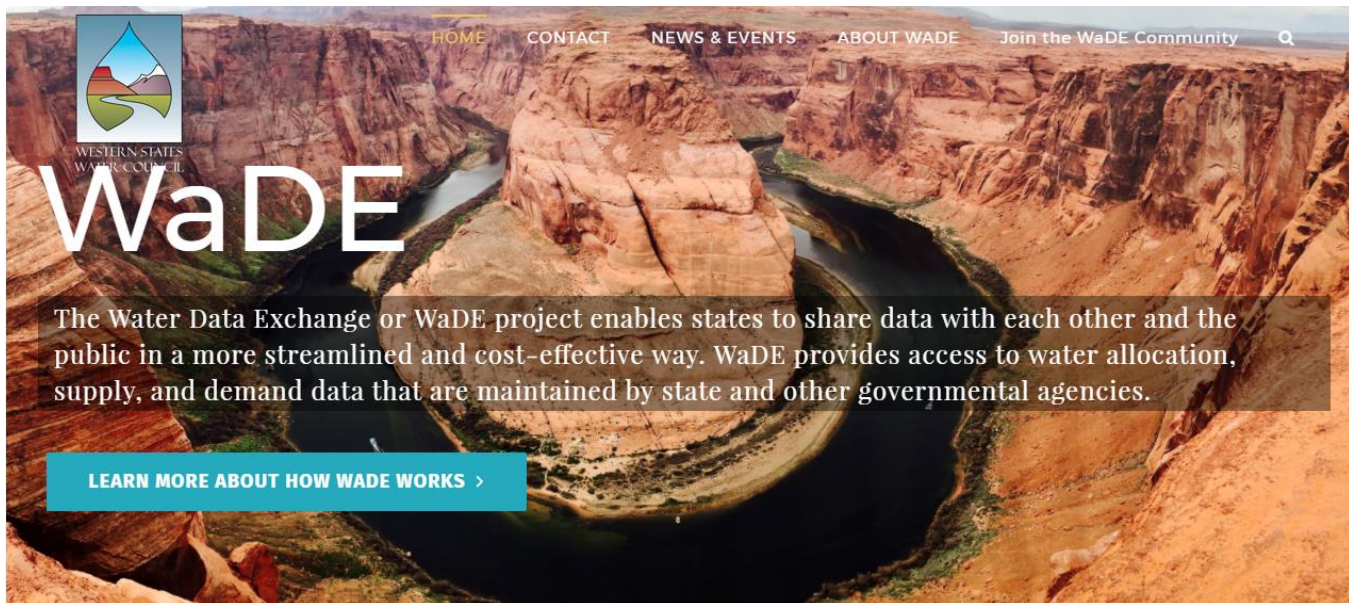 HOME CONTACT NEWS & EVENTS ABOUT WADE Join the WaDE Community
WESTERN STATES
WATER COUNCIL
WaDE
The Water Data Exchange or WaDE project enables states to share data with each other and the
public in a more streamlined and cost-effective way. WaDE provides access to water allocation,
supply, and demand data that are maintained by state and other governmental agencies.
LEARN MORE ABOUT HOW WADE WORKS >